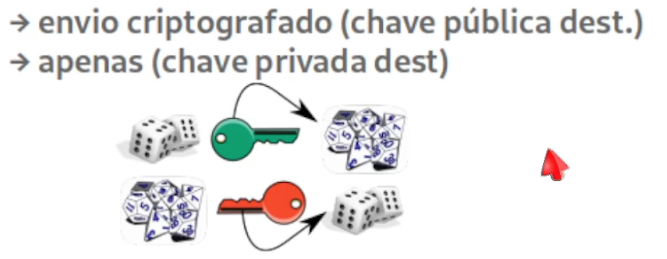 → envio criptografado (chave pública dest.)
→ apenas (chave privada dest)